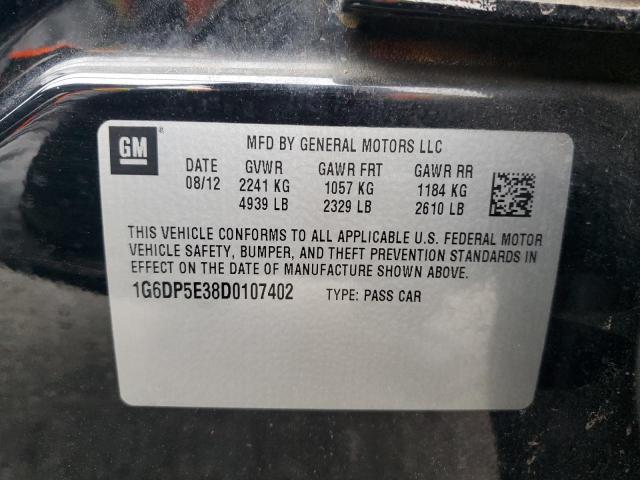 GM
MFD BY GENERAL MOTORS LLC
DATE GVWR GAWR FRT GAWR RR
08/12 2241 KG 1057 KG 1184 KG
4939 LB 2329 LB 2610 LB
THIS VEHICLE CONFORMS TO ALL APPLICABLE U.S. FEDERAL MOTOR
VEHICLE SAFETY, BUMPER, AND THEFT PREVENTION STANDARDS IN
EFFECT ON THE DATE OF MANUFACTURE SHOWN ABOVE.
1G6DP5E38D0107402 TYPE: PASS CAR